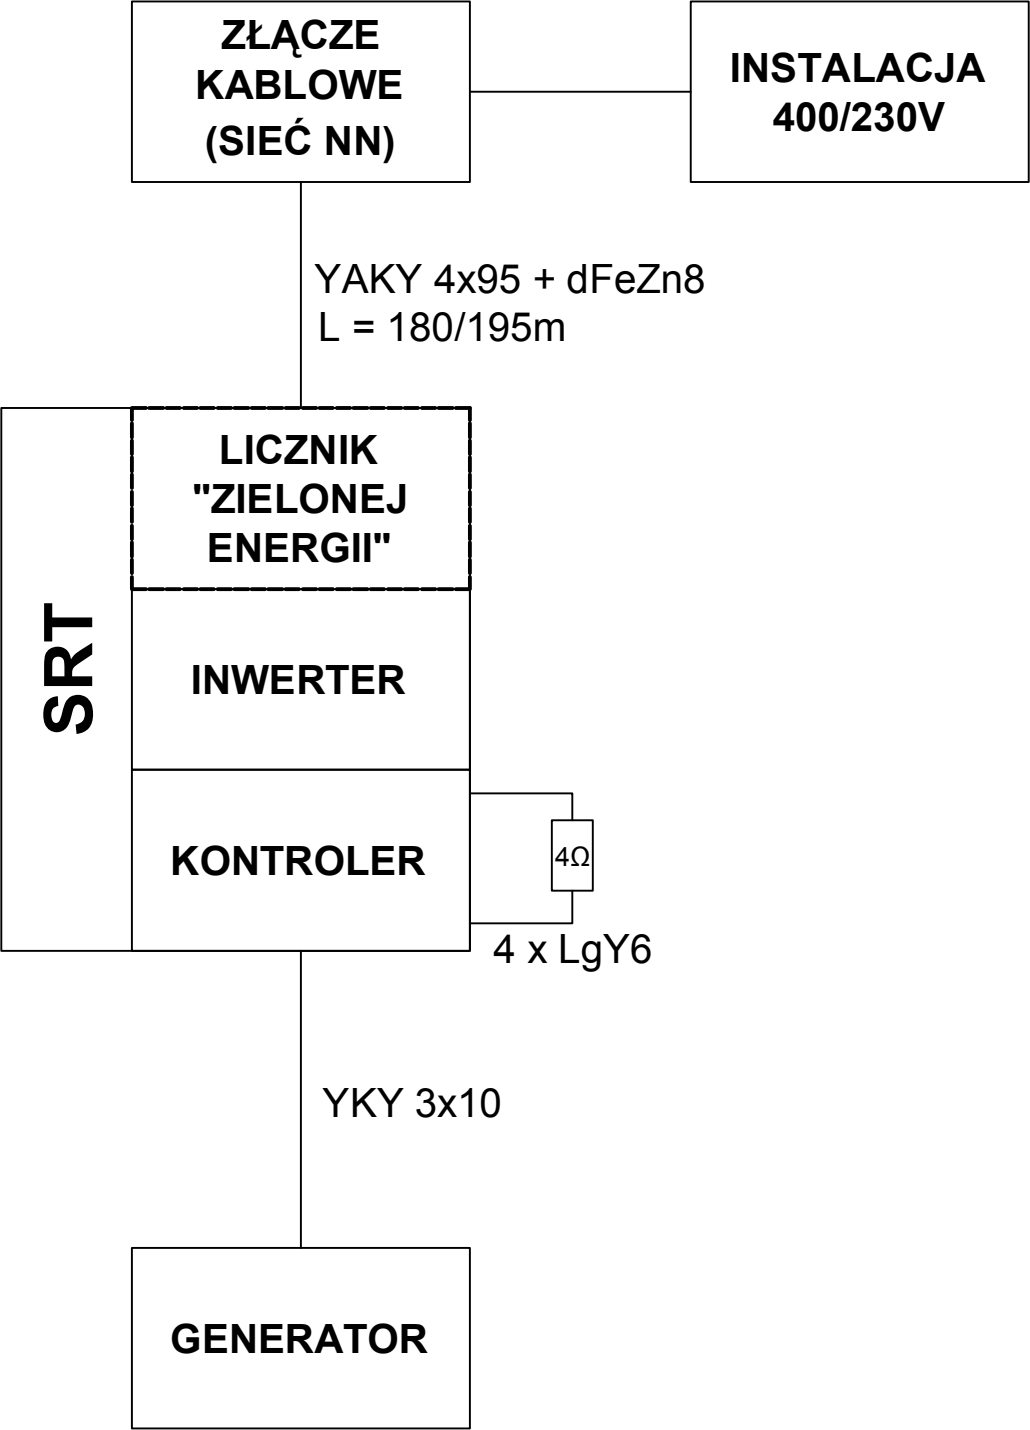 ZŁĄCZE
KABLOWE
(SIEĆ NN)
INSTALACJA
400/230V
YAKY 4x95 + dFeZn8
L = 180/195m
SRT
LICZNIK
"ZIELONEJ
ENERGII"
INWERTER
KONTROLER
4Ω
4 x LgY6
YKY 3x10
GENERATOR